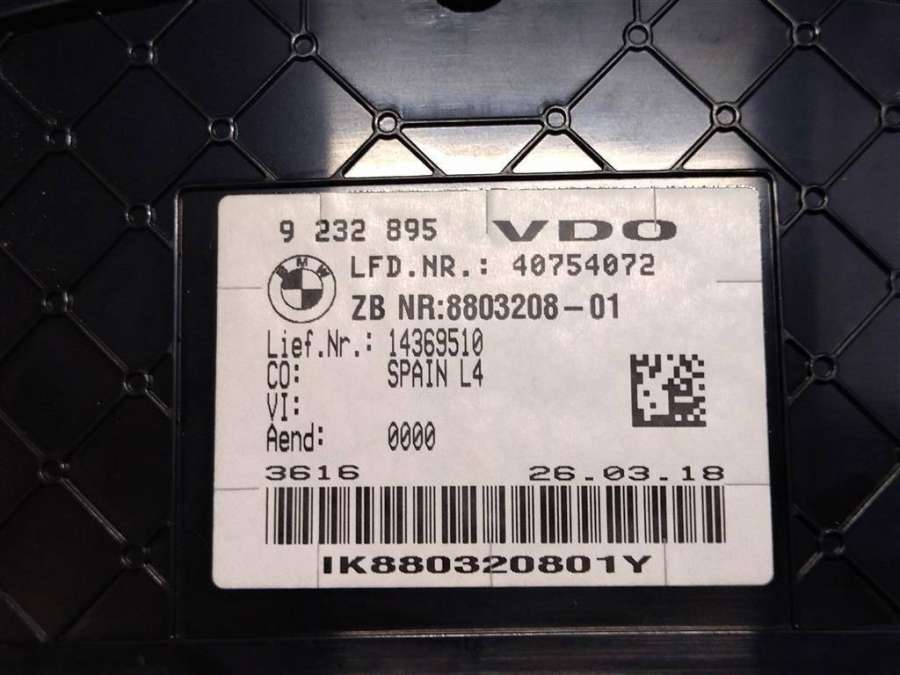 9 232 895 VDO
BMW
LFD.NR.: 40754072
ZB NR:8803208-01
Lief.Nr.: 14369510
CO: SPAIN L4
VI:
Aend: 0000
3616 26.03.18
IK880320801Y